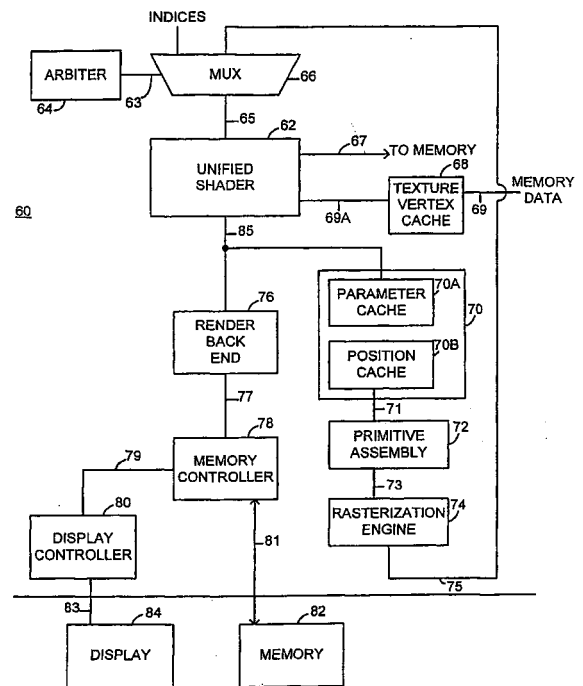 INDICES
ARBITER
64
63
MUX
66
65
62
UNIFIED
SHADER
67
TO MEMORY
68
TEXTURE
VERTEX
CACHE
MEMORY
DATA
69
69A
60
85
76
RENDER
BACK
END
70A
PARAMETER
CACHE
70
70B
POSITION
CACHE
77
71
78
MEMORY
CONTROLLER
72
PRIMITIVE
ASSEMBLY
79
73
80
DISPLAY
CONTROLLER
81
74
RASTERIZATION
ENGINE
75
83
84
DISPLAY
82
MEMORY